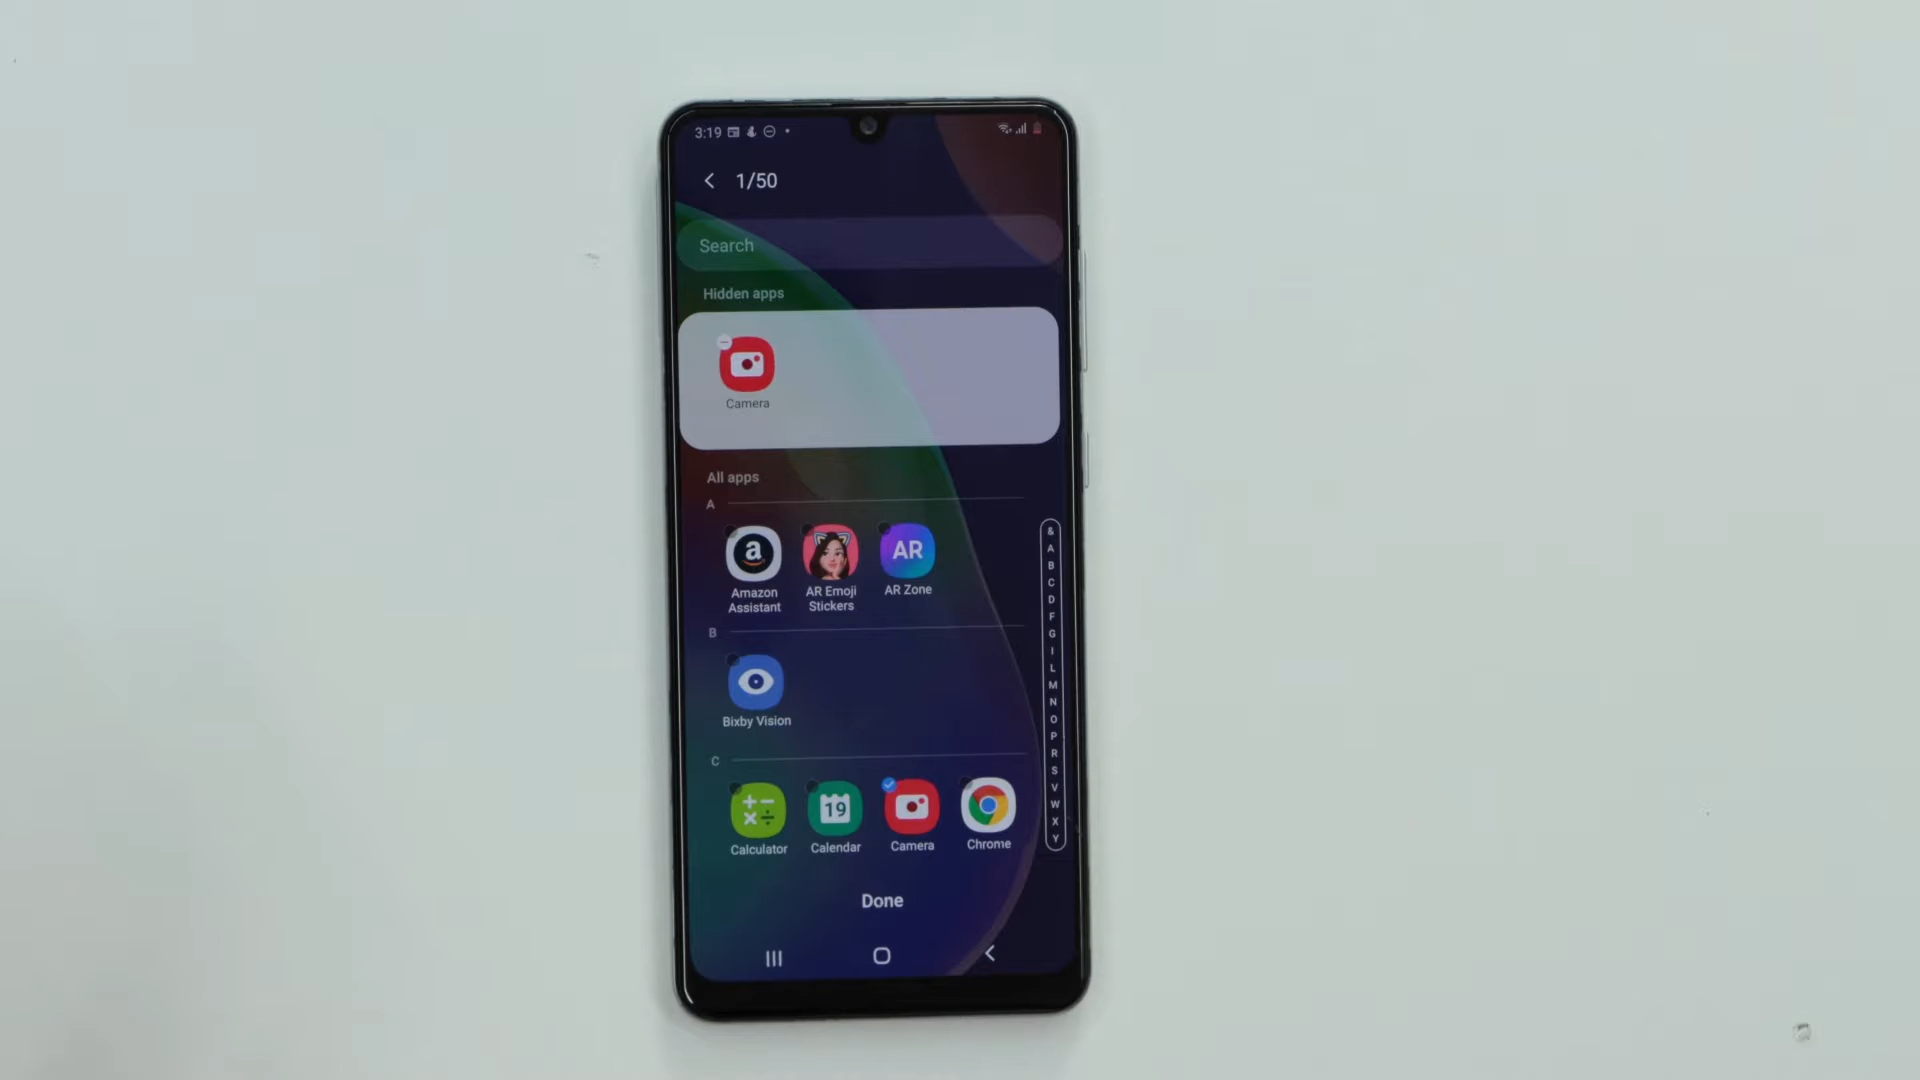 3:19
1/50
Search
Hidden apps
Camera
All apps
A
a
AR
Amazon
Assistant
AR Emoji
Stickers
AR Zone
B
Bixby Vision
C
19
Calculator
Calendar
Camera
Chrome
&
A
B
C
D
F
G
I
L
M
N
O
P
R
S
V
W
X
Y
Done